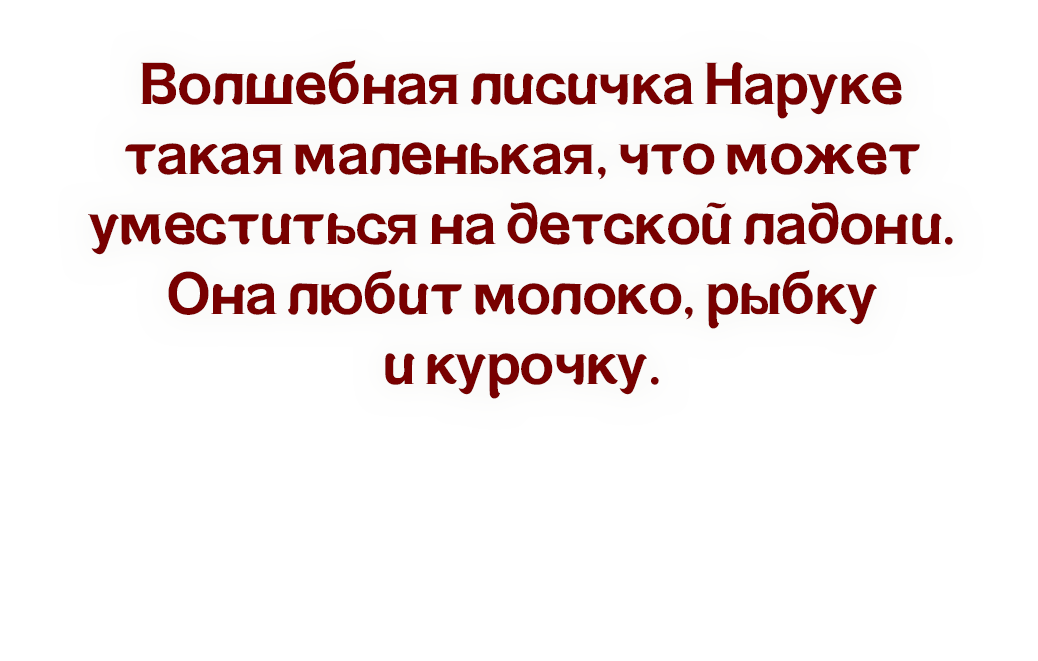 Волшебная лисичка Наруке
такая маленькая, что может
уместиться на детской ладони.
Она любит молоко, рыбку
и курочку.